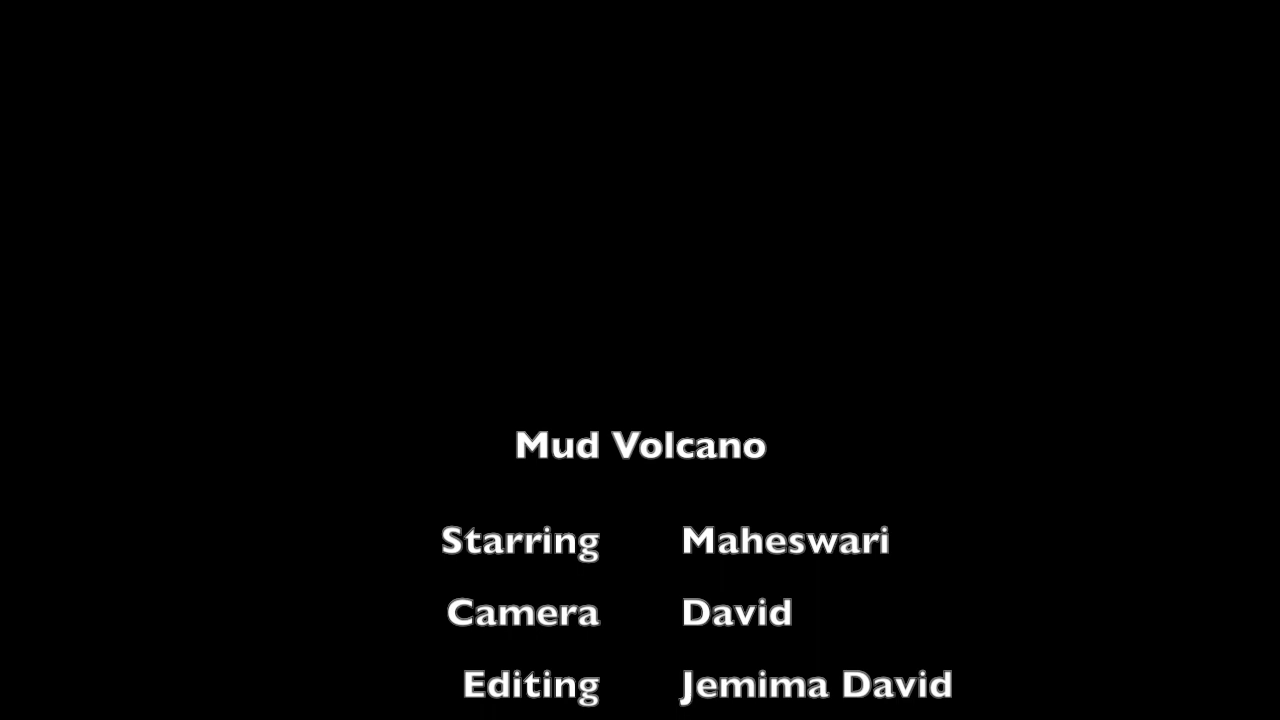 Mud Volcano
Starring Maheswari
Camera David
Editing Jemima David